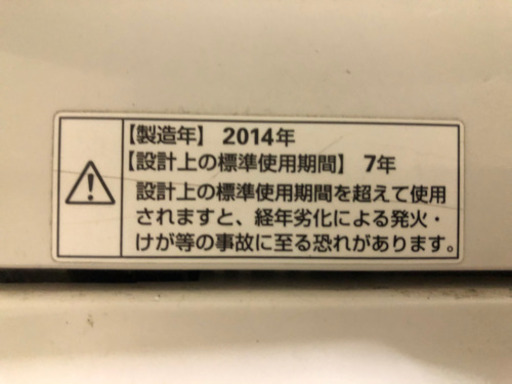 【製造年】 2014年
【設計上の標準使用期間】 7年
設計上の標準使用期間を超えて使用
されますと、経年劣化による発火・
けが等の事故に至る恐れがあります。